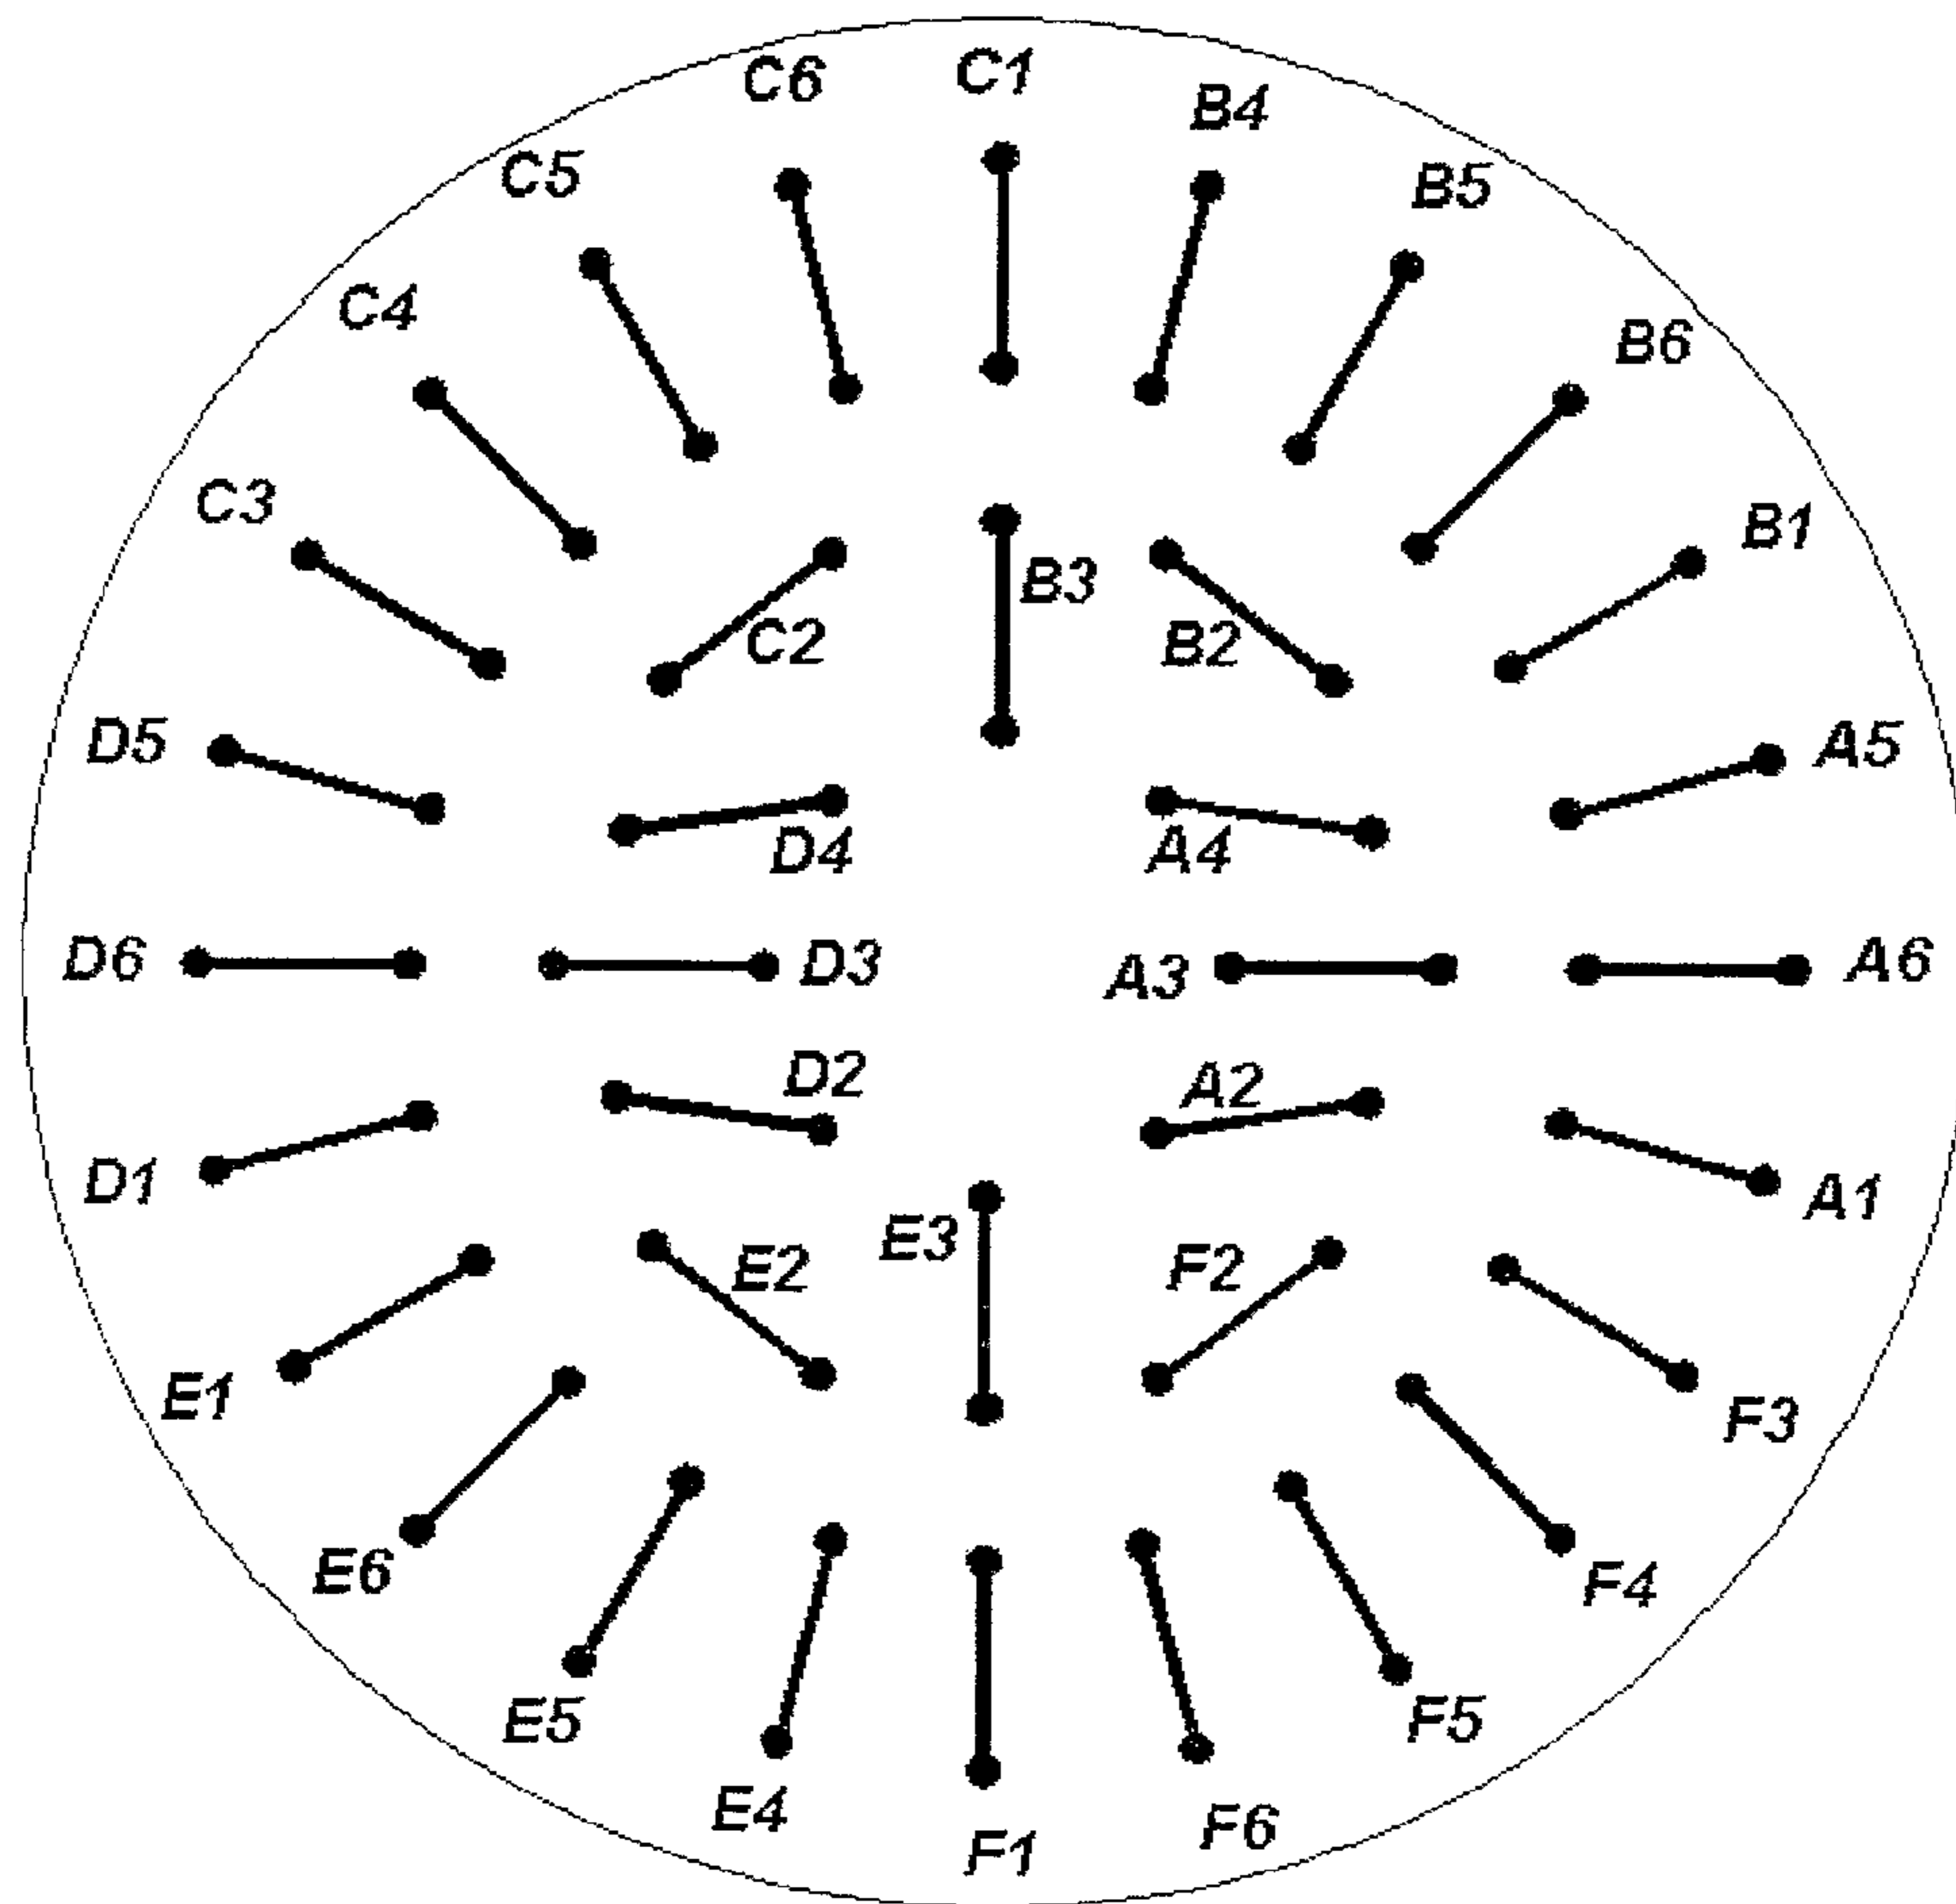 C6 C1 B4
C5 B5
C4 B6
C3 B1
B3
C2 B2
D5 A5
D4 A4
D6 D3 A3 A6
D2 A2
D1 A1
E3
E2 F2
E1 F3
E6 F4
E5 F5
E4 F6
F1